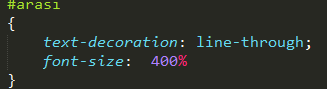 #arası
{
text-decoration: line-through;
font-size: 400%
}